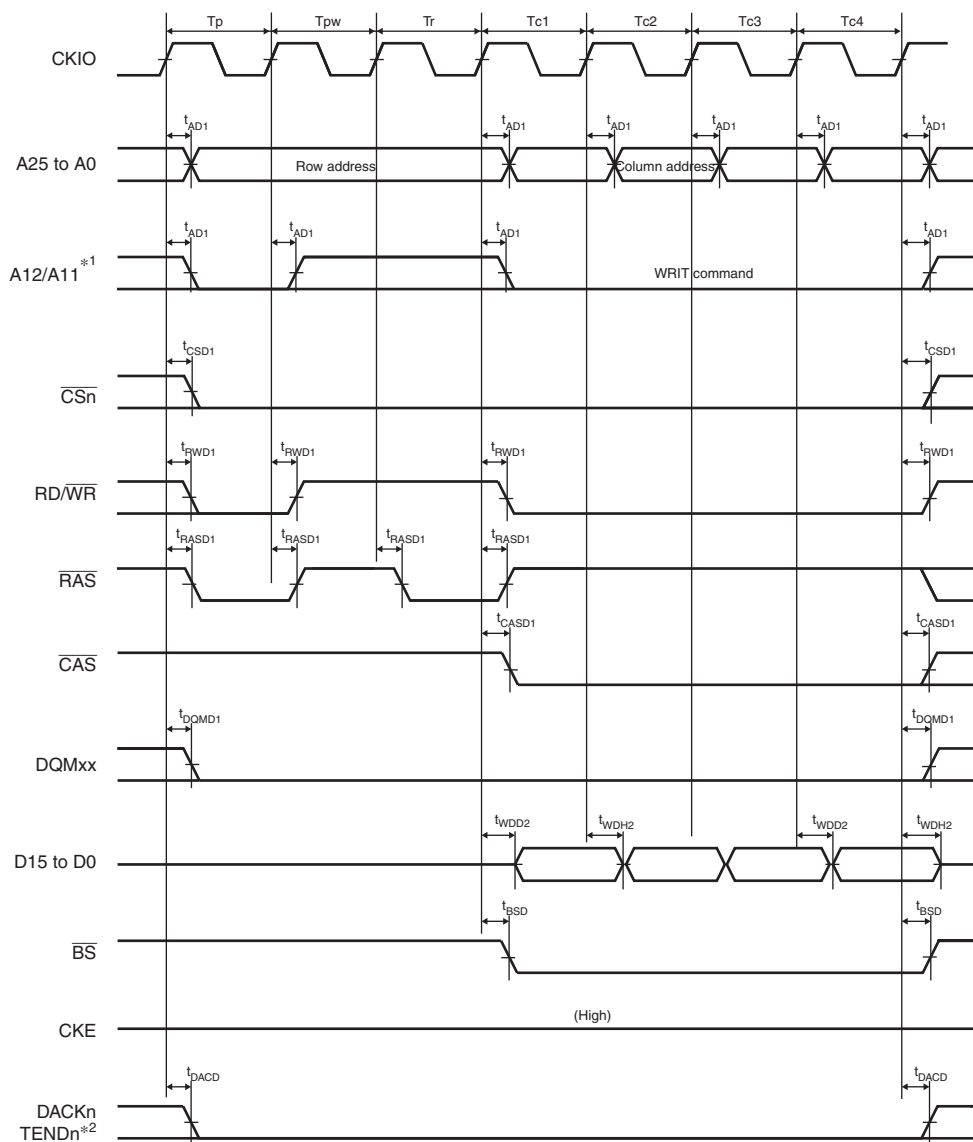 Tp Tpw Tr Tc1 Tc2 Tc3 Tc4
CKIO
tAD1 tAD1 tAD1 tAD1 tAD1 tAD1
A25 to A0 Row address Column address
tAD1 tAD1 tAD1 tAD1
A12/A11*1 WRIT command
tCSD1 tCSD1
CSn
tRWD1 tRWD1 tRWD1 tRWD1
RD/WR
tRASD1 tRASD1 tRASD1 tRASD1
RAS
tCASD1 tCASD1
CAS
tDQMD1 tDQMD1
DQMxx
tWDD2 tWDH2 tWDD2 tWDH2
D15 to D0
tBSD tBSD
BS
(High)
CKE
tDACD tDACD
DACKn
TENDn*2